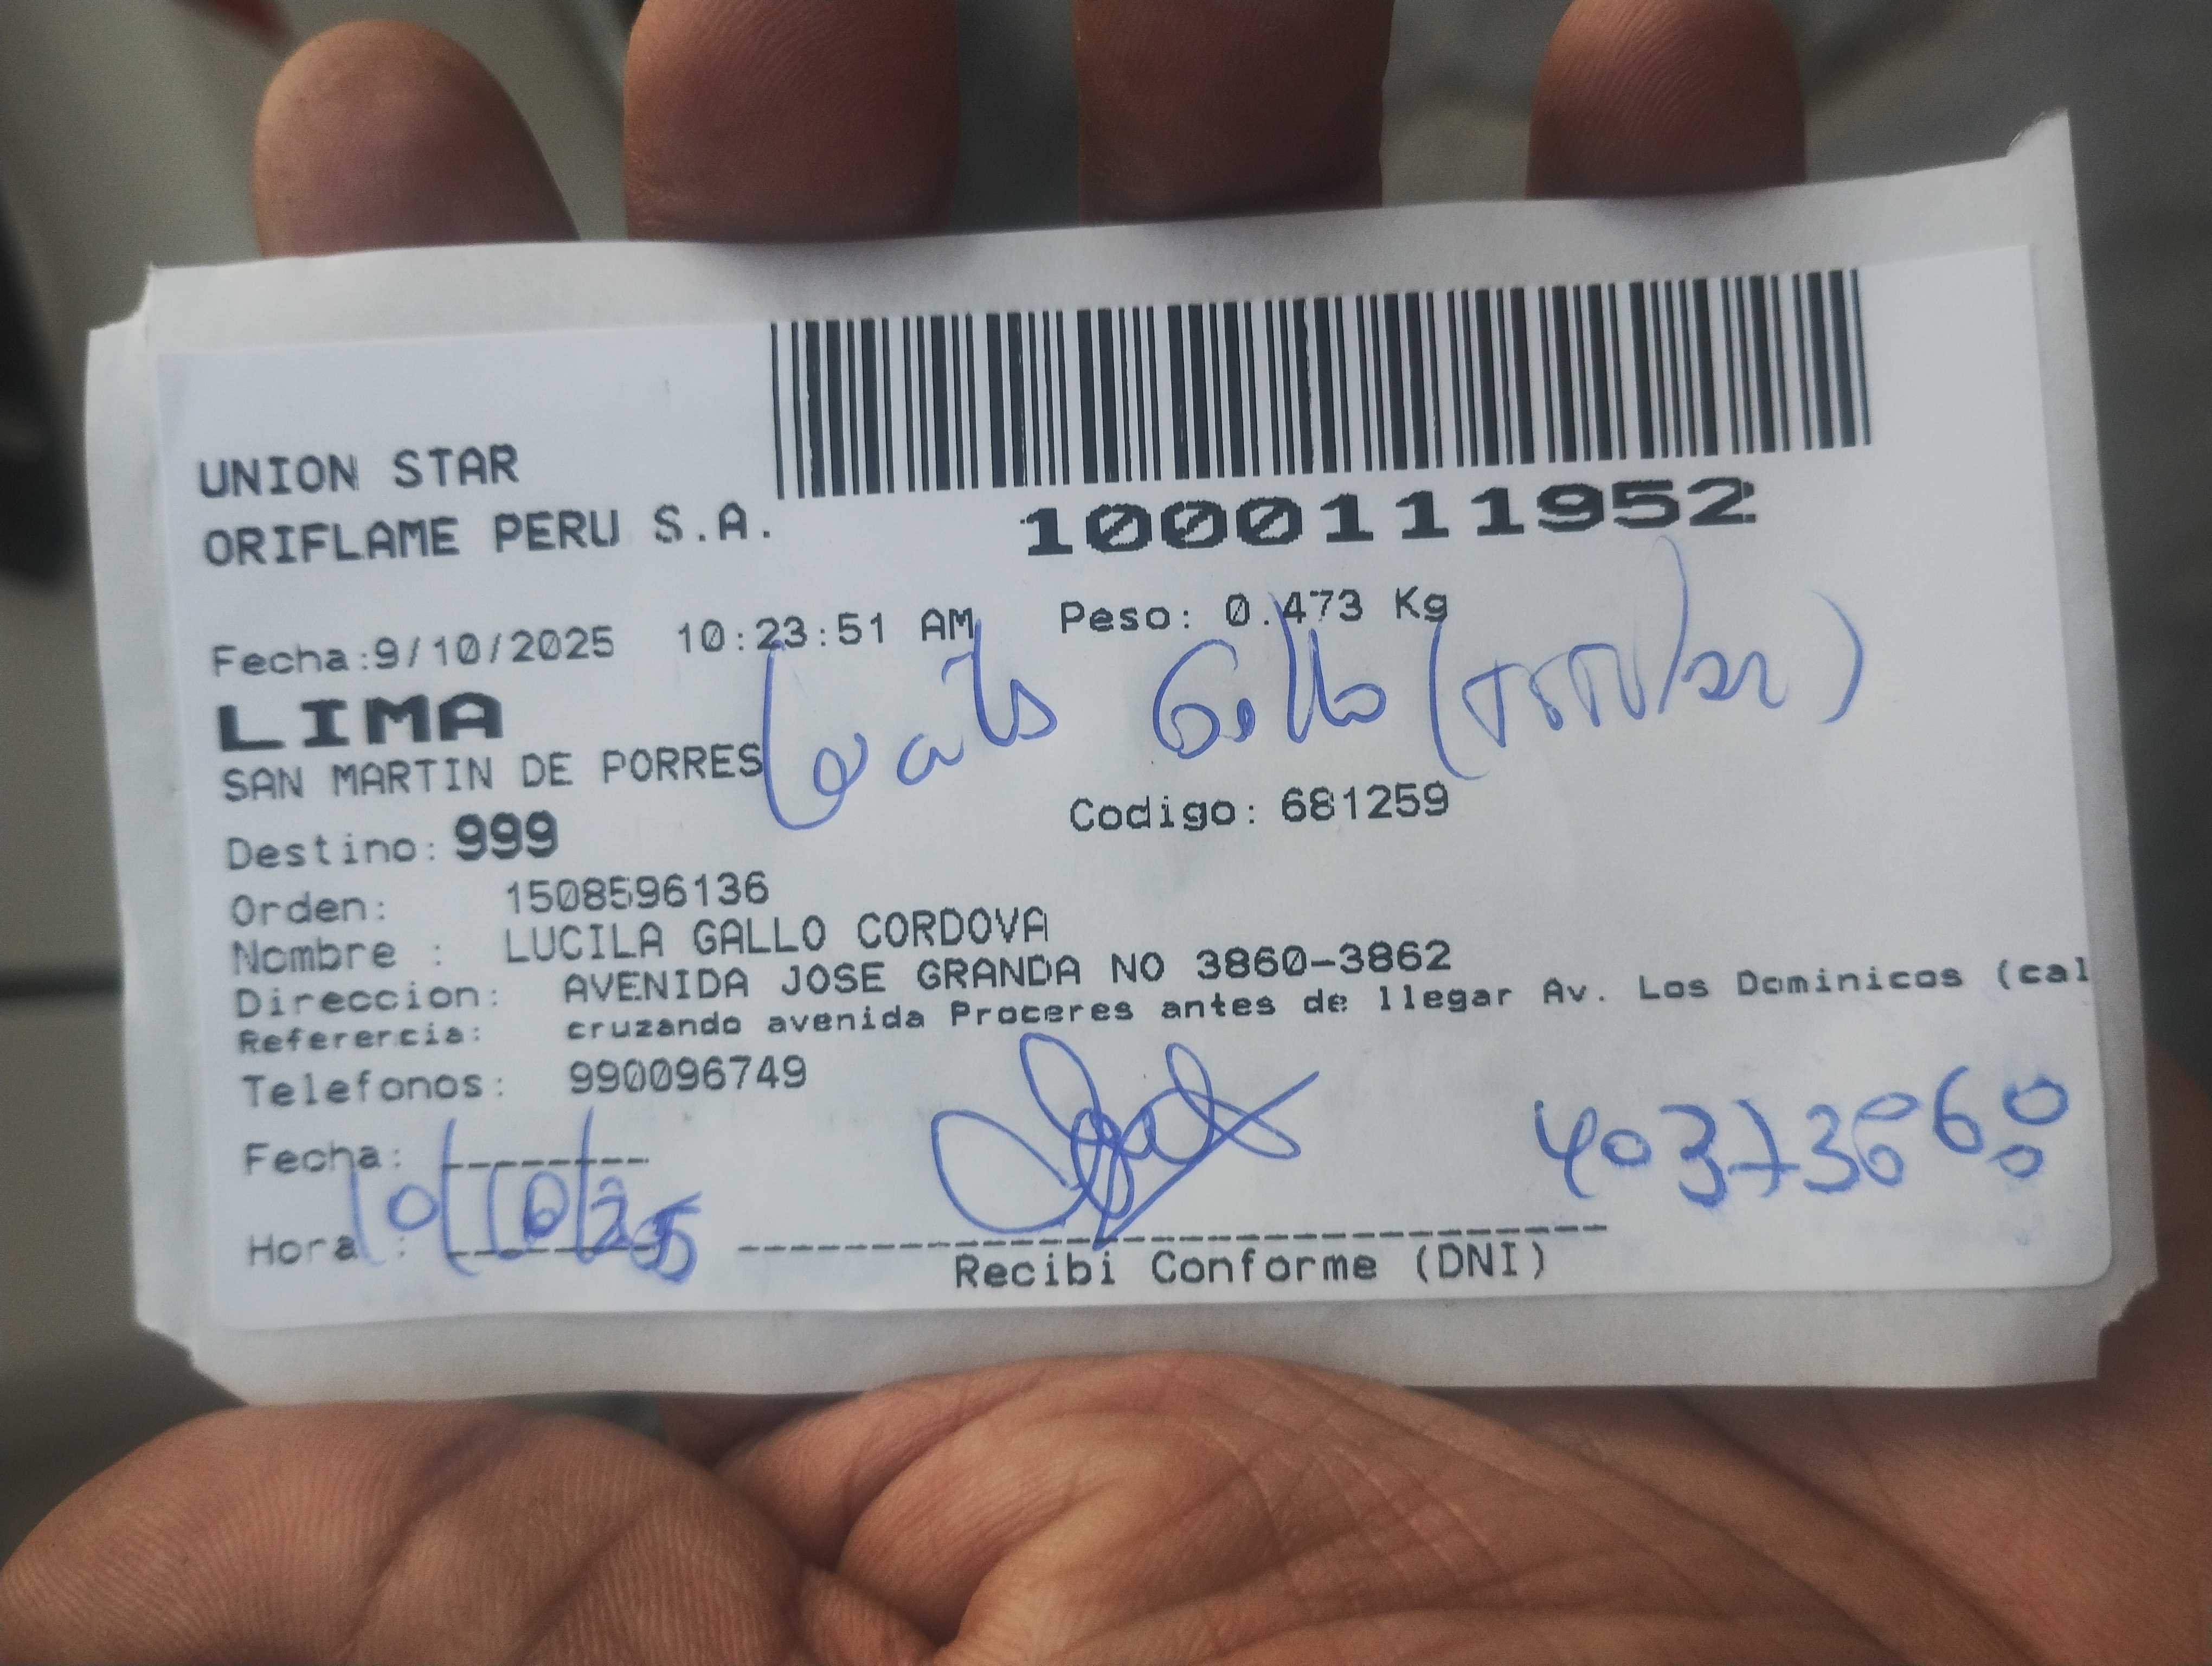 UNION STAR
ORIFLAME PERU S.A.
1000111952
Fecha:9/10/2025 10:23:51 AM Peso: 0.473 Kg
LIMA
Gallo (
SAN MARTIN DE PORRES
Codigo: 681259
Destino: 999
Orden: 1508596136
Nombre : LUCILA GALLO CORDOVA
Direccion: AVENIDA JOSE GRANDA NO 3860-3862
Referercia: cruzando avenida Proceres antes de llegar Av. Los Dominicos (cal
Telefonos: 990096749
Fecha:
10/10/25
Hora :
Recibi Conforme (DNI)